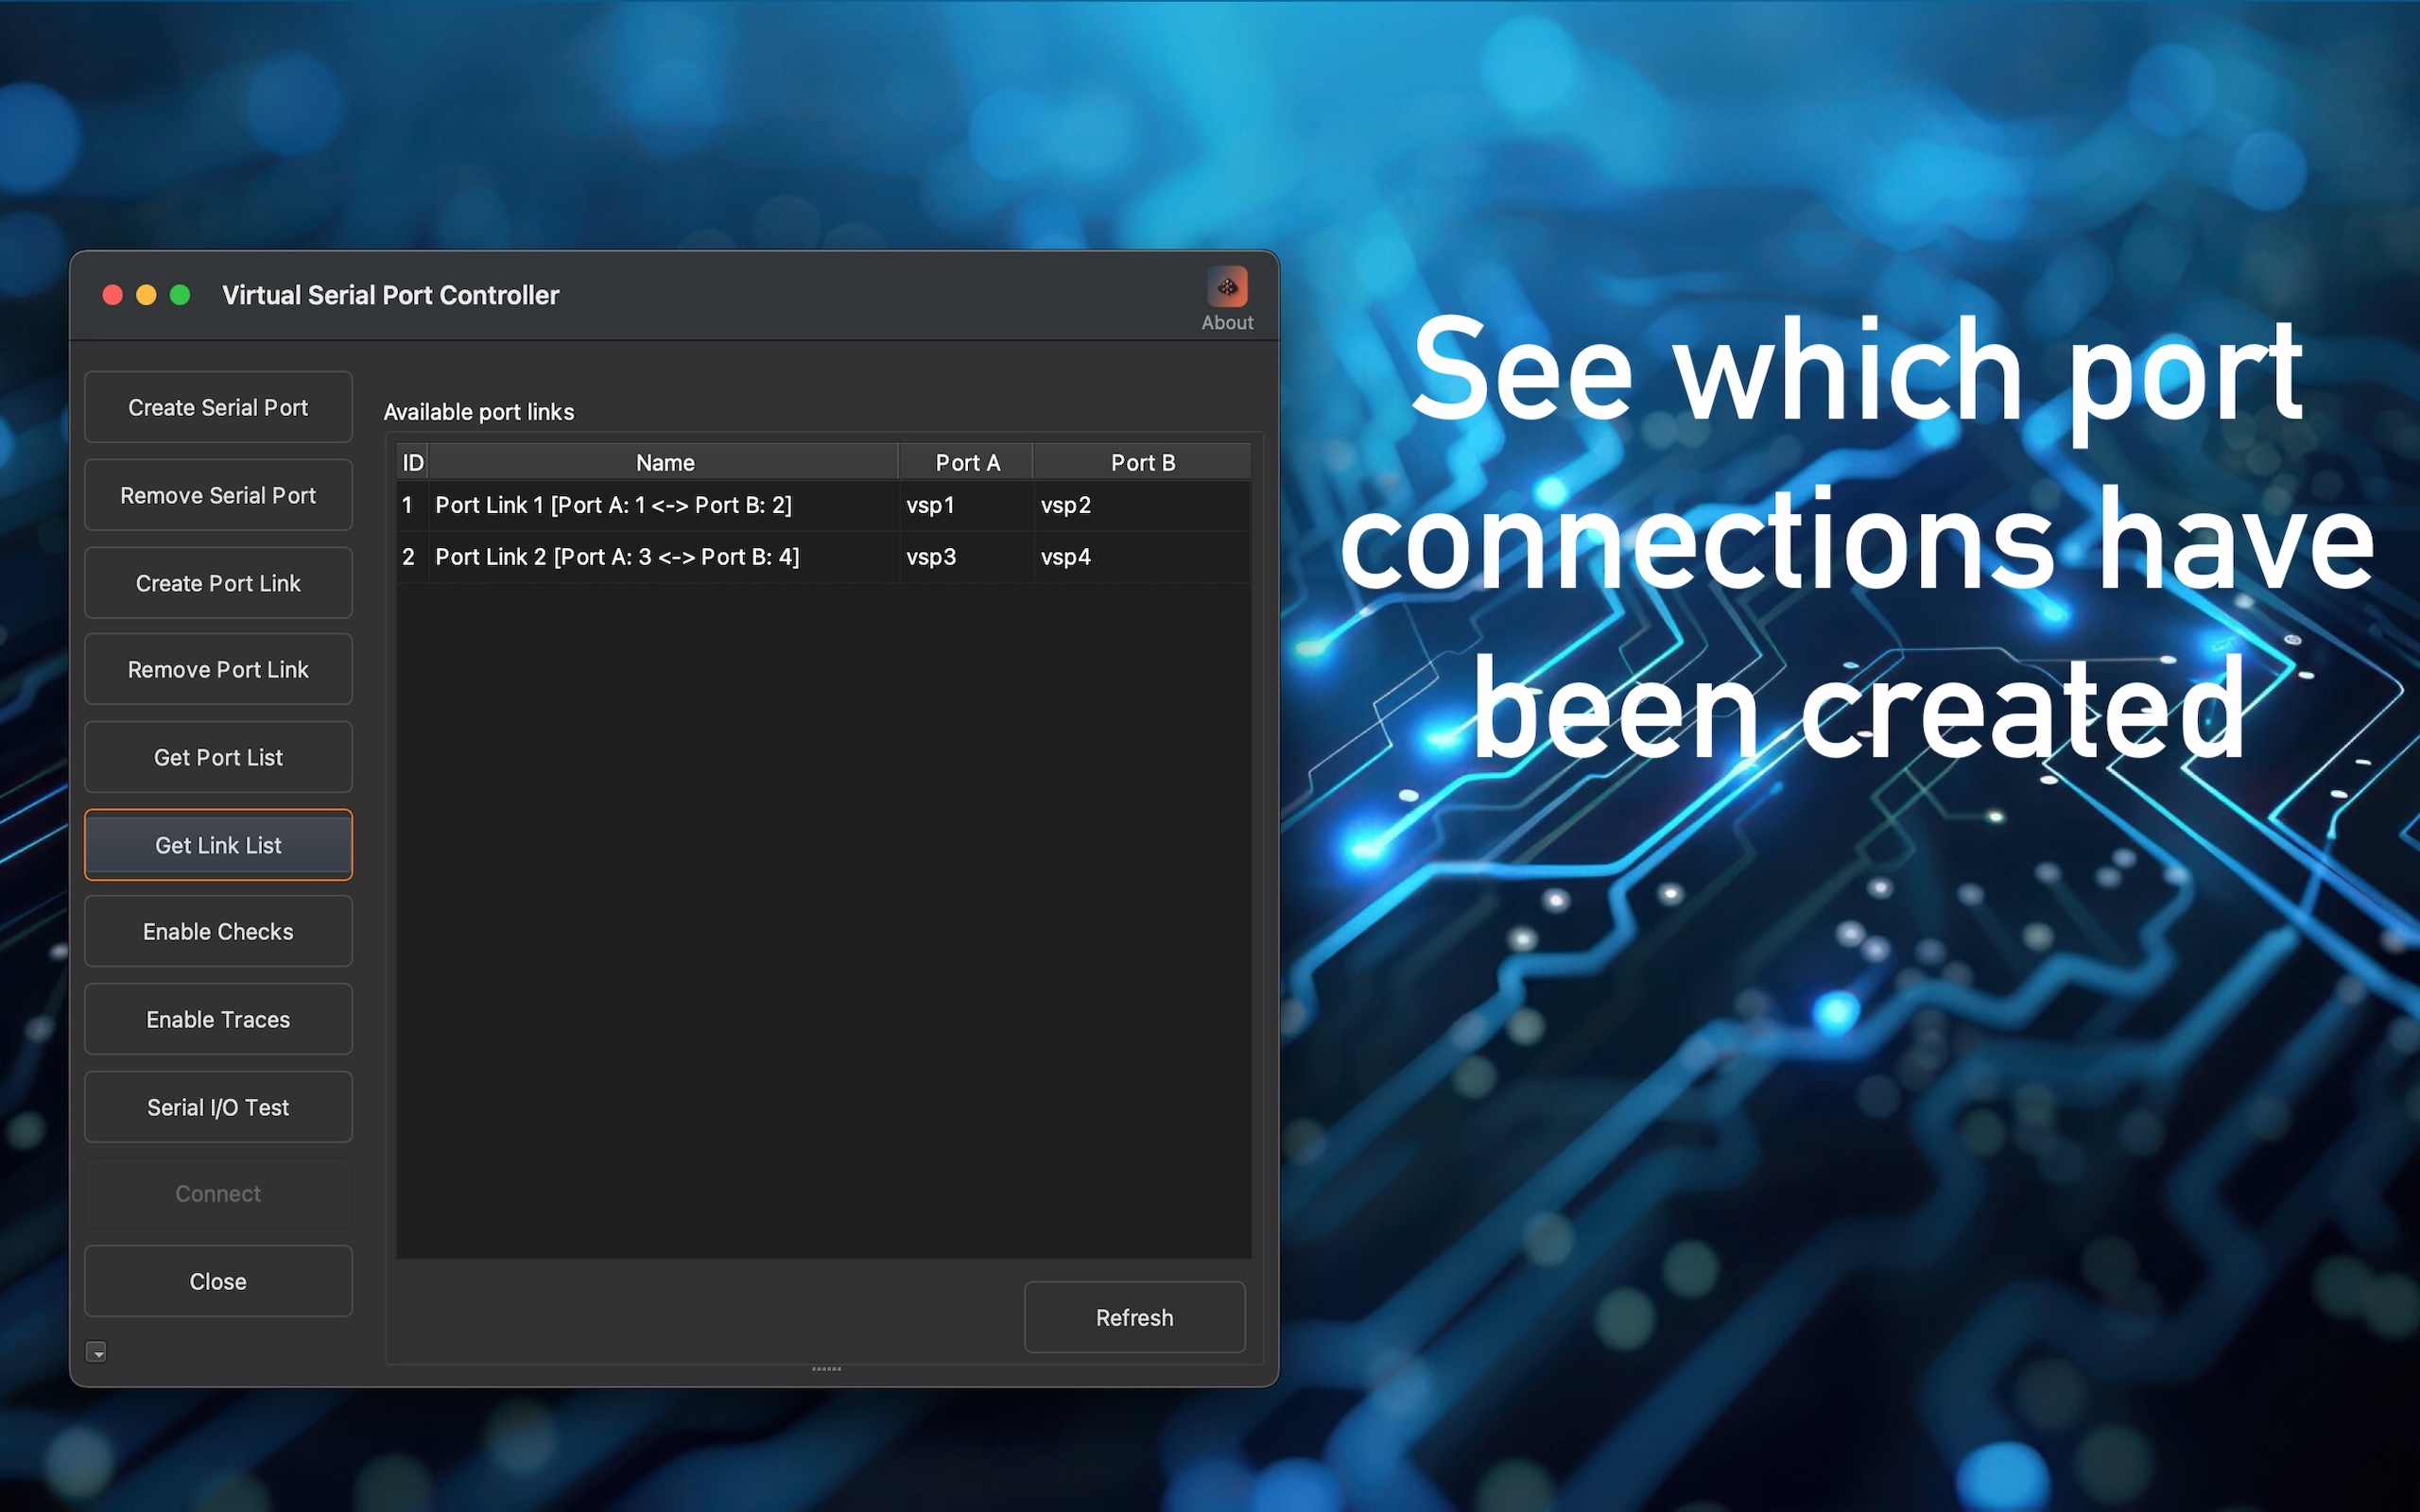 Virtual Serial Port Controller
About
Create Serial Port
Remove Serial Port
Create Port Link
Remove Port Link
Get Port List
Get Link List
Enable Checks
Enable Traces
Serial I/O Test
Connect
Close
Available port links
ID Name Port A Port B
1 Port Link 1 [Port A: 1 <-> Port B: 2] vsp1 vsp2
2 Port Link 2 [Port A: 3 <-> Port B: 4] vsp3 vsp4
Refresh
See which port
connections have
been created